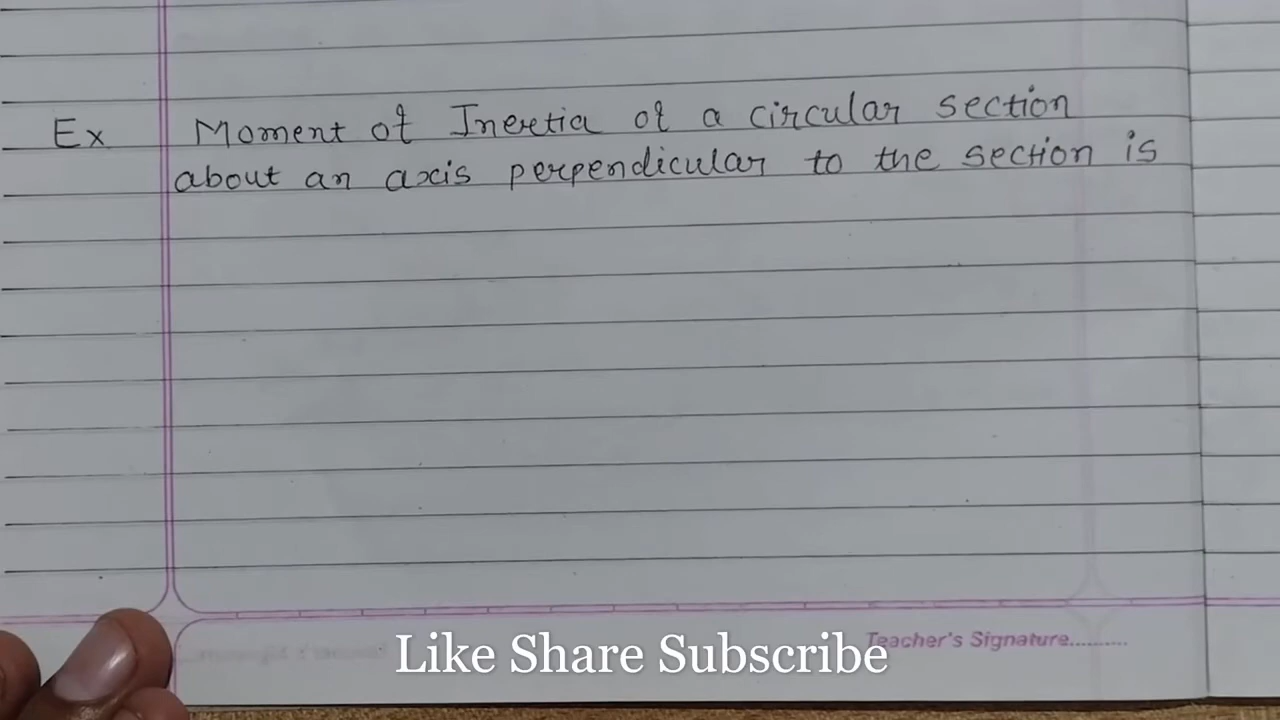 Ex Moment of Inertia of a circular section
about an axis perpendicular to the section is
Teacher's Signature..........
Like Share Subscribe